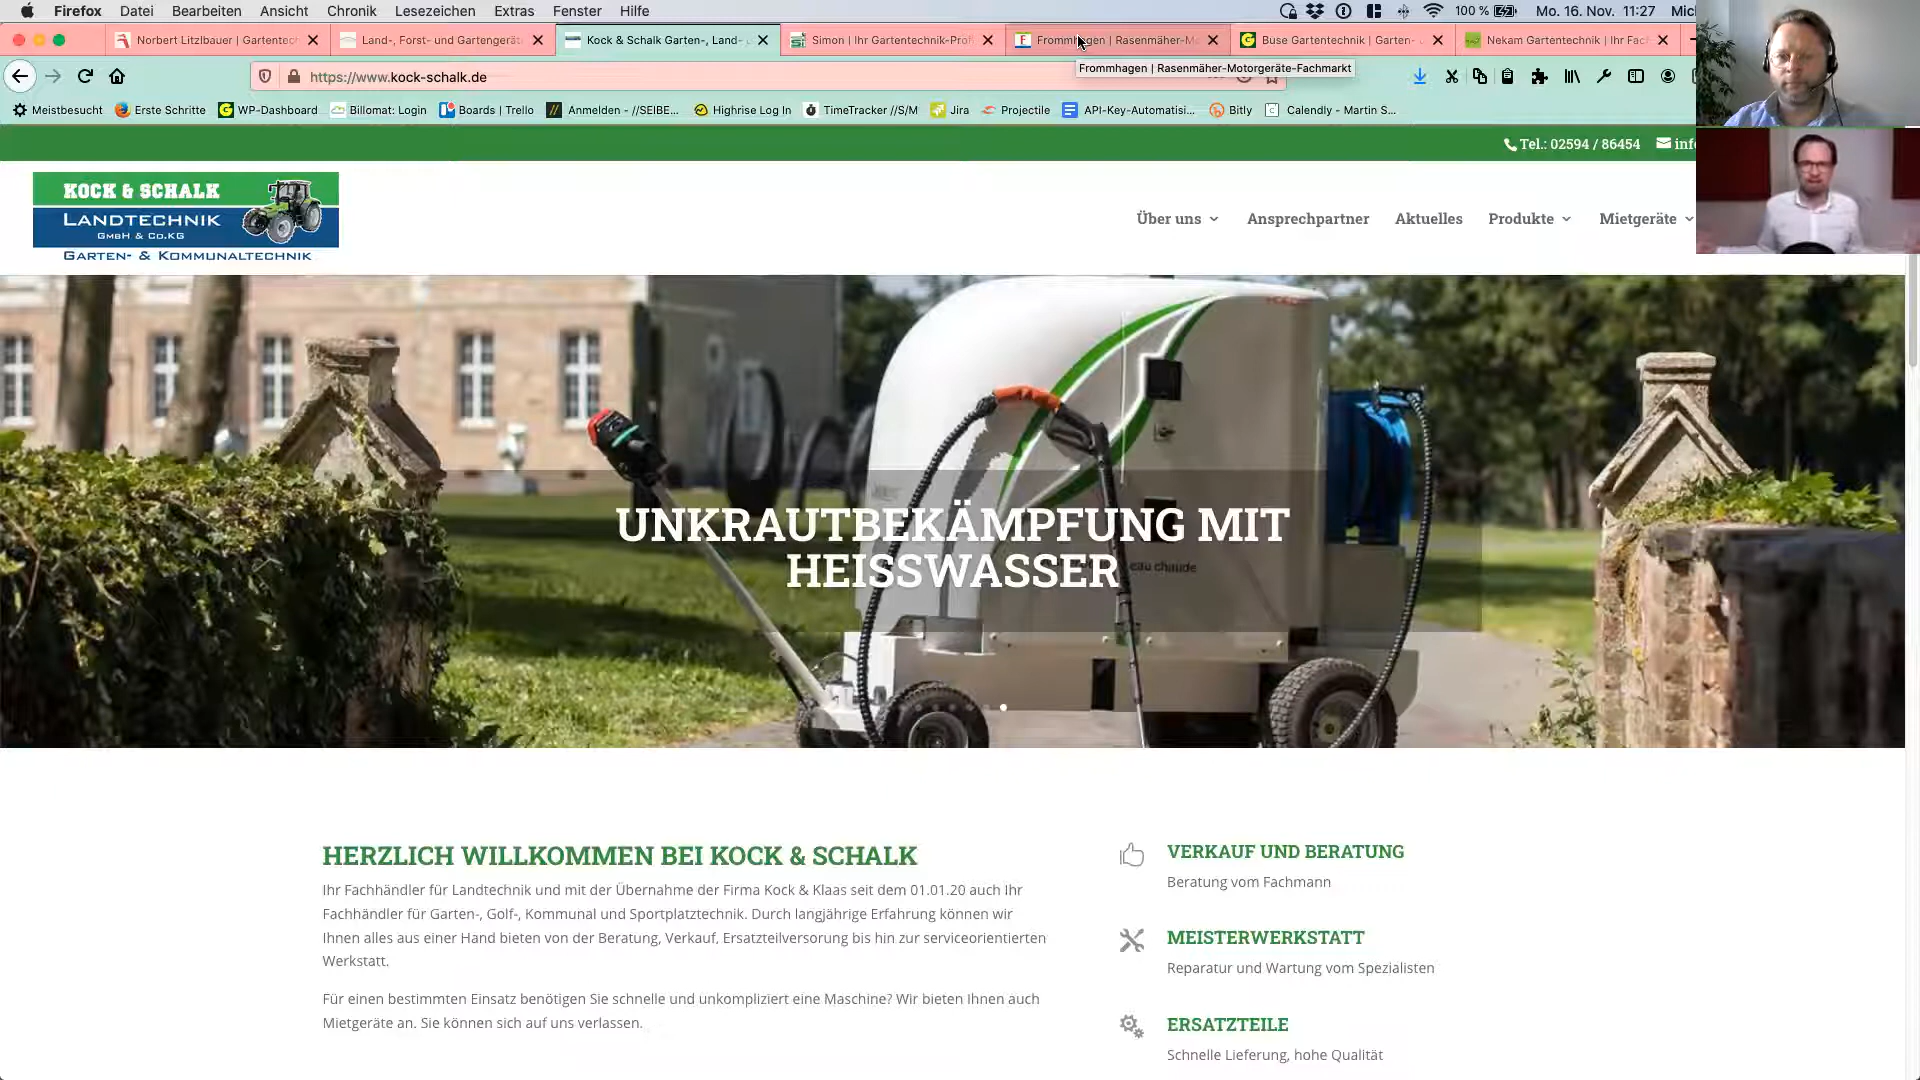 Firefox Datei Bearbeiten Ansicht Chronik Lesezeichen Extras Fenster Hilfe 100 % Mo. 16. Nov. 11:27
Norbert Litzlbauer | Gartentec Land-, Forst- und Gartengerät Kock & Schalk Garten-, Land- Simon | Ihr Gartentechnik-Prof Frommhagen | Rasenmäher-M Buse Gartentechnik | Garten- Nekam Gartentechnik | Ihr Fac
Frommhagen | Rasenmäher-Motorgeräte-Fachmarkt
https://www.kock-schalk.de
Meistbesucht Erste Schritte WP-Dashboard Billomat: Login Boards | Trello Anmelden - //SEIBE... Highrise Log In TimeTracker //S/M Jira Projectile API-Key-Automatisi... Bitly Calendly - Martin S...
Tel.: 02594 / 86454 inf
KOCK & SCHALK
LANDTECHNIK
GMBH & CO.KG
GARTEN- & KOMMUNALTECHNIK
Über uns Ansprechpartner Aktuelles Produkte Mietgeräte
UNKRAUTBEKÄMPFUNG MIT
HEISSWASSER
eau chaude
HERZLICH WILLKOMMEN BEI KOCK & SCHALK
Ihr Fachhändler für Landtechnik und mit der Übernahme der Firma Kock & Klaas seit dem 01.01.20 auch Ihr
Fachhändler für Garten-, Golf-, Kommunal und Sportplatztechnik. Durch langjährige Erfahrung können wir
Ihnen alles aus einer Hand bieten von der Beratung, Verkauf, Ersatzteilversorung bis hin zur serviceorientierten
Werkstatt.
Für einen bestimmten Einsatz benötigen Sie schnelle und unkompliziert eine Maschine? Wir bieten Ihnen auch
Mietgeräte an. Sie können sich auf uns verlassen.
VERKAUF UND BERATUNG
Beratung vom Fachmann
MEISTERWERKSTATT
Reparatur und Wartung vom Spezialisten
ERSATZTEILE
Schnelle Lieferung, hohe Qualität